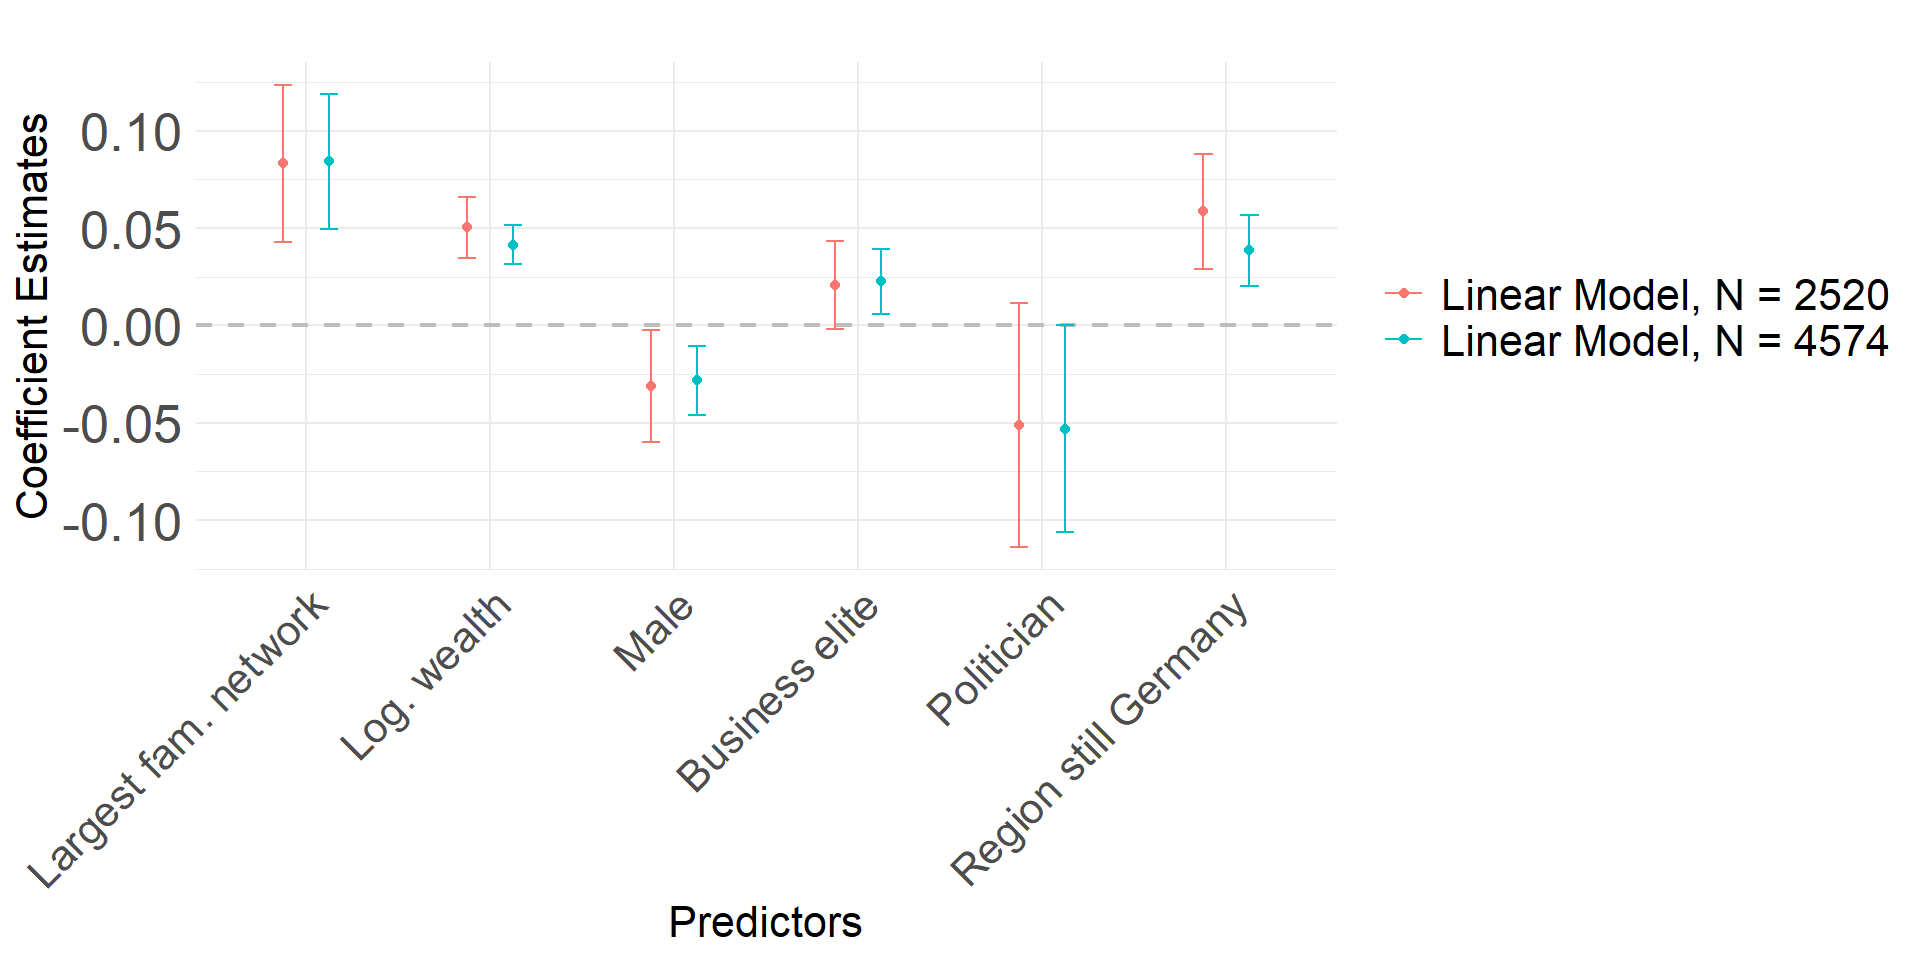 Coefficient Estimates
0.10
0.05
0.00
-0.05
-0.10
Largest fam. network
Log. wealth
Male
Business elite
Politician
Region still Germany
Predictors
Linear Model, N = 2520
Linear Model, N = 4574